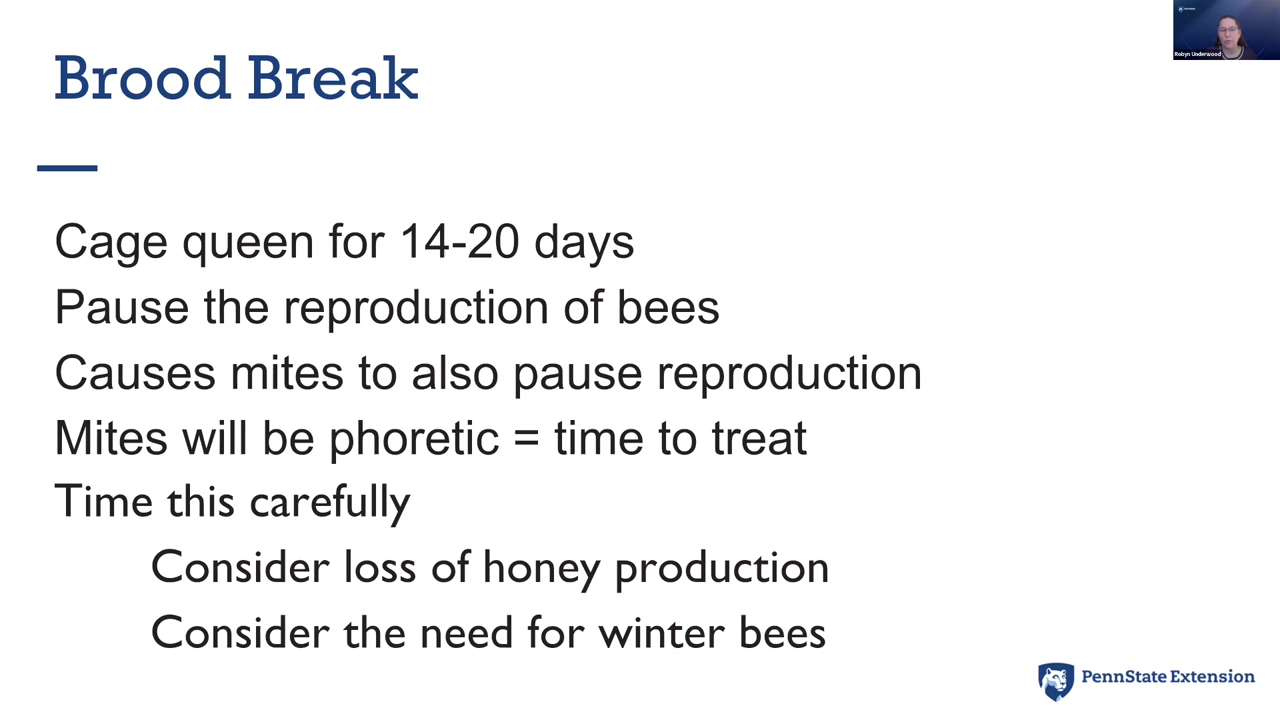 Brood Break
Robyn Underwood
Cage queen for 14-20 days
Pause the reproduction of bees
Causes mites to also pause reproduction
Mites will be phoretic = time to treat
Time this carefully
Consider loss of honey production
Consider the need for winter bees
PennState Extension